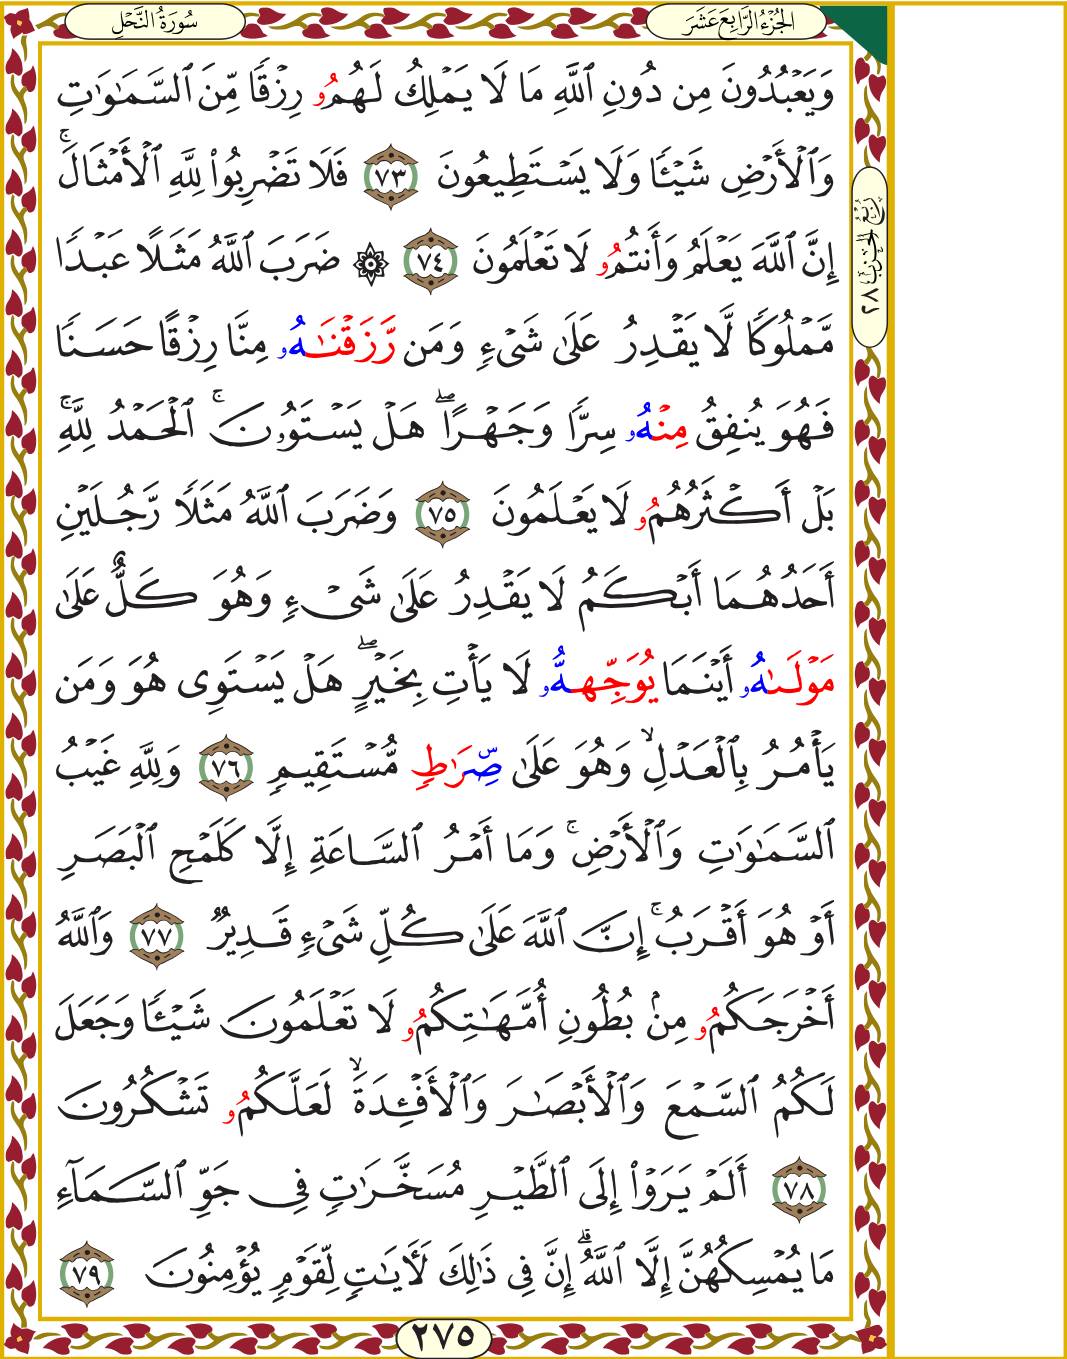 الجُزْءُ الرَّابِعَ عَشَرَ
سُورَةُ النَّحْلِ
وَيَعْبُدُونَ مِن دُونِ ٱللَّهِ مَا لَا يَمْلِكُ لَهُمُۥ رِزْقًا مِّنَ ٱلسَّمَٰوَٰتِ
وَٱلْأَرْضِ شَيْـًٔا وَلَا يَسْتَطِيعُونَ ٧٣ فَلَا تَضْرِبُوا۟ لِلَّهِ ٱلْأَمْثَالَ ۚ
إِنَّ ٱللَّهَ يَعْلَمُ وَأَنتُمُۥ لَا تَعْلَمُونَ ٧٤ ۞ ضَرَبَ ٱللَّهُ مَثَلًا عَبْدًا
مَّمْلُوكًا لَّا يَقْدِرُ عَلَىٰ شَىْءٍ وَمَن رَّزَقْنَٰهُۥ مِنَّا رِزْقًا حَسَنًا
فَهُوَ يُنفِقُ مِنْهُۥ سِرًّا وَجَهْرًا ۖ هَلْ يَسْتَوُۥنَ ۚ ٱلْحَمْدُ لِلَّهِ ۚ
بَلْ أَكْثَرُهُمُۥ لَا يَعْلَمُونَ ٧٥ وَضَرَبَ ٱللَّهُ مَثَلًا رَّجُلَيْنِ
أَحَدُهُمَا أَبْكَمُ لَا يَقْدِرُ عَلَىٰ شَىْءٍ وَهُوَ كَلٌّ عَلَىٰ
مَوْلَىٰهُۥ أَيْنَمَا يُوَجِّههُّۥ لَا يَأْتِ بِخَيْرٍ ۖ هَلْ يَسْتَوِى هُوَ وَمَن
يَأْمُرُ بِٱلْعَدْلِ ۙ وَهُوَ عَلَىٰ صِّرَٰطٍ مُّسْتَقِيمٍ ٧٦ وَلِلَّهِ غَيْبُ
ٱلسَّمَٰوَٰتِ وَٱلْأَرْضِ ۚ وَمَا أَمْرُ ٱلسَّاعَةِ إِلَّا كَلَمْحِ ٱلْبَصَرِ
أَوْ هُوَ أَقْرَبُ ۚ إِنَّ ٱللَّهَ عَلَىٰ كُلِّ شَىْءٍ قَدِيرٌ ٧٧ وَٱللَّهُ
أَخْرَجَكُمُۥ مِنۢ بُطُونِ أُمَّهَٰتِكُمُۥ لَا تَعْلَمُونَ شَيْـًٔا وَجَعَلَ
لَكُمُ ٱلسَّمْعَ وَٱلْأَبْصَٰرَ وَٱلْأَفْـِٔدَةَ ۙ لَعَلَّكُمُۥ تَشْكُرُونَ
٧٨ أَلَمْ يَرَوْا۟ إِلَى ٱلطَّيْرِ مُسَخَّرَٰتٍ فِى جَوِّ ٱلسَّمَآءِ
مَا يُمْسِكُهُنَّ إِلَّا ٱللَّهُ ۗ إِنَّ فِى ذَٰلِكَ لَءَايَٰتٍ لِّقَوْمٍ يُؤْمِنُونَ ٧٩
رُبْعُ الحِزْبِ ٢٨
٢٧٥